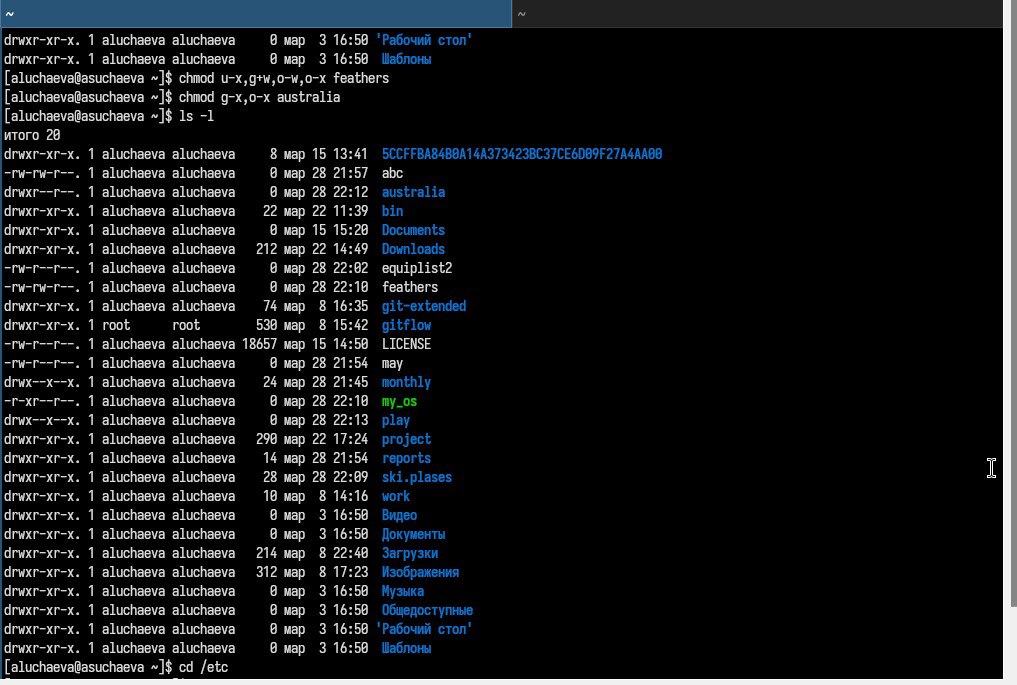 ~ ~
drwxr-xr-x. 1 aluchaeva aluchaeva     0 мар  3 16:50 'Рабочий стол'
drwxr-xr-x. 1 aluchaeva aluchaeva     0 мар  3 16:50  Шаблоны
[aluchaeva@asuchaeva ~]$ chmod u-x,g+w,o-w,o-x feathers
[aluchaeva@asuchaeva ~]$ chmod g-x,o-x australia
[aluchaeva@asuchaeva ~]$ ls -l
итого 20
drwxr-xr-x. 1 aluchaeva aluchaeva     8 мар 15 13:41  5CCFFBA84B0A14A373423BC37CE6D09F27A4AA00
-rw-rw-r--. 1 aluchaeva aluchaeva     0 мар 28 21:57  abc
drwxr--r--. 1 aluchaeva aluchaeva     0 мар 28 22:12  australia
drwxr-xr-x. 1 aluchaeva aluchaeva    22 мар 22 11:39  bin
drwxr-xr-x. 1 aluchaeva aluchaeva     0 мар 15 15:20  Documents
drwxr-xr-x. 1 aluchaeva aluchaeva   212 мар 22 14:49  Downloads
-rw-r--r--. 1 aluchaeva aluchaeva     0 мар 28 22:02  equiplist2
-rw-rw-r--. 1 aluchaeva aluchaeva     0 мар 28 22:10  feathers
drwxr-xr-x. 1 aluchaeva aluchaeva    74 мар  8 16:35  git-extended
drwxr-xr-x. 1 root      root        530 мар  8 15:42  gitflow
-rw-r--r--. 1 aluchaeva aluchaeva 18657 мар 15 14:50  LICENSE
-rw-r--r--. 1 aluchaeva aluchaeva     0 мар 28 21:54  may
drwx--x--x. 1 aluchaeva aluchaeva    24 мар 28 21:45  monthly
-r-xr--r--. 1 aluchaeva aluchaeva     0 мар 28 22:10  my_os
drwx--x--x. 1 aluchaeva aluchaeva     0 мар 28 22:13  play
drwxr-xr-x. 1 aluchaeva aluchaeva   290 мар 22 17:24  project
drwxr-xr-x. 1 aluchaeva aluchaeva    14 мар 28 21:54  reports
drwxr-xr-x. 1 aluchaeva aluchaeva    28 мар 28 22:09  ski.plases
drwxr-xr-x. 1 aluchaeva aluchaeva    10 мар  8 14:16  work
drwxr-xr-x. 1 aluchaeva aluchaeva     0 мар  3 16:50  Видео
drwxr-xr-x. 1 aluchaeva aluchaeva     0 мар  3 16:50  Документы
drwxr-xr-x. 1 aluchaeva aluchaeva   214 мар  8 22:40  Загрузки
drwxr-xr-x. 1 aluchaeva aluchaeva   312 мар  8 17:23  Изображения
drwxr-xr-x. 1 aluchaeva aluchaeva     0 мар  3 16:50  Музыка
drwxr-xr-x. 1 aluchaeva aluchaeva     0 мар  3 16:50  Общедоступные
drwxr-xr-x. 1 aluchaeva aluchaeva     0 мар  3 16:50 'Рабочий стол'
drwxr-xr-x. 1 aluchaeva aluchaeva     0 мар  3 16:50  Шаблоны
[aluchaeva@asuchaeva ~]$ cd /etc